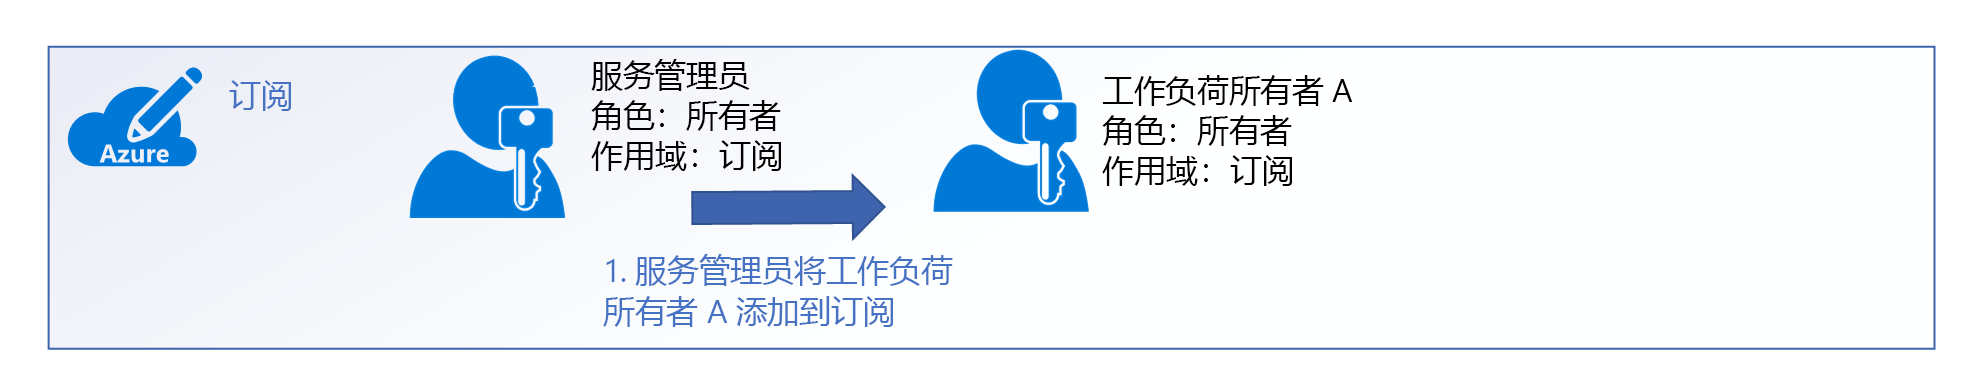 Azure
订阅
服务管理员
角色：所有者
作用域：订阅
工作负荷所有者 A
角色：所有者
作用域：订阅
1. 服务管理员将工作负荷
所有者 A 添加到订阅